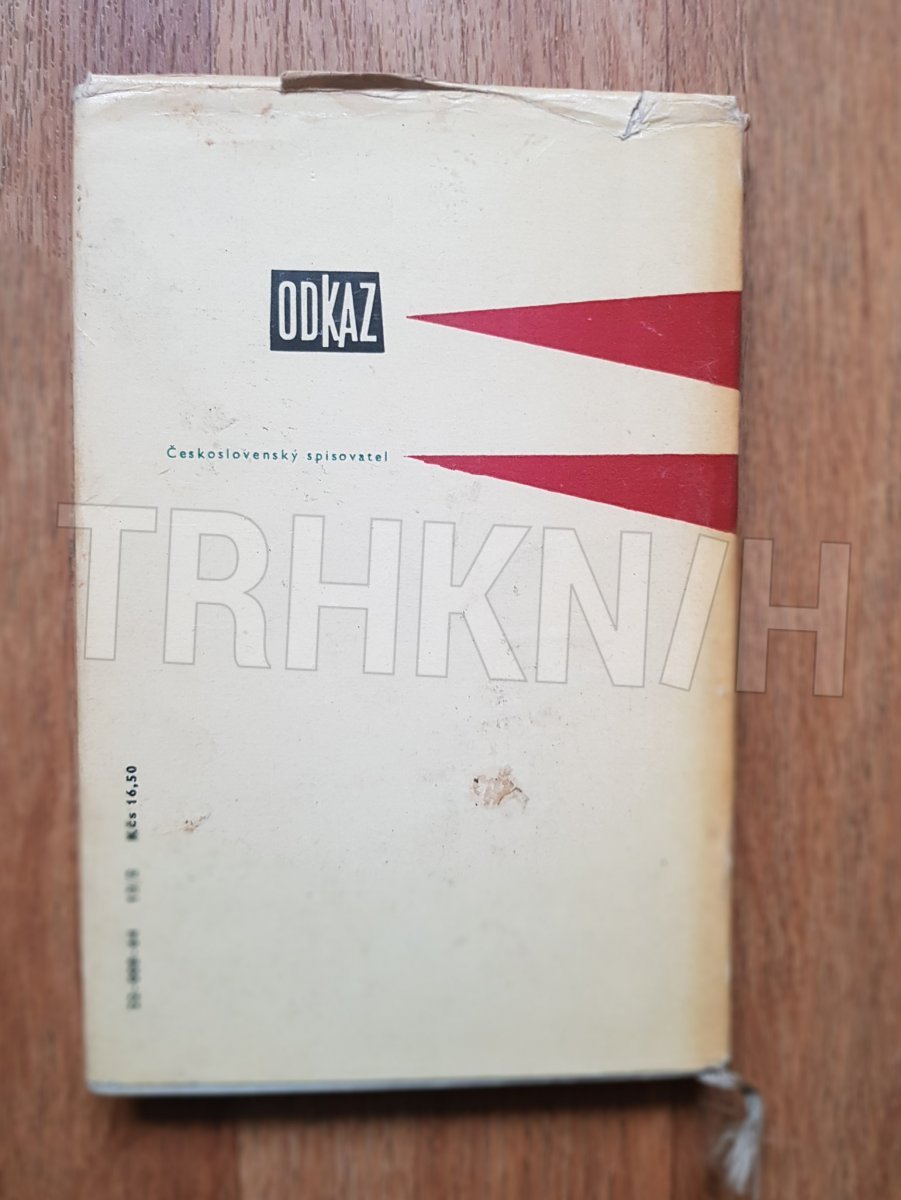 ODKAZ
Československý spisovatel
TRHKNIH
Kčs 16,50